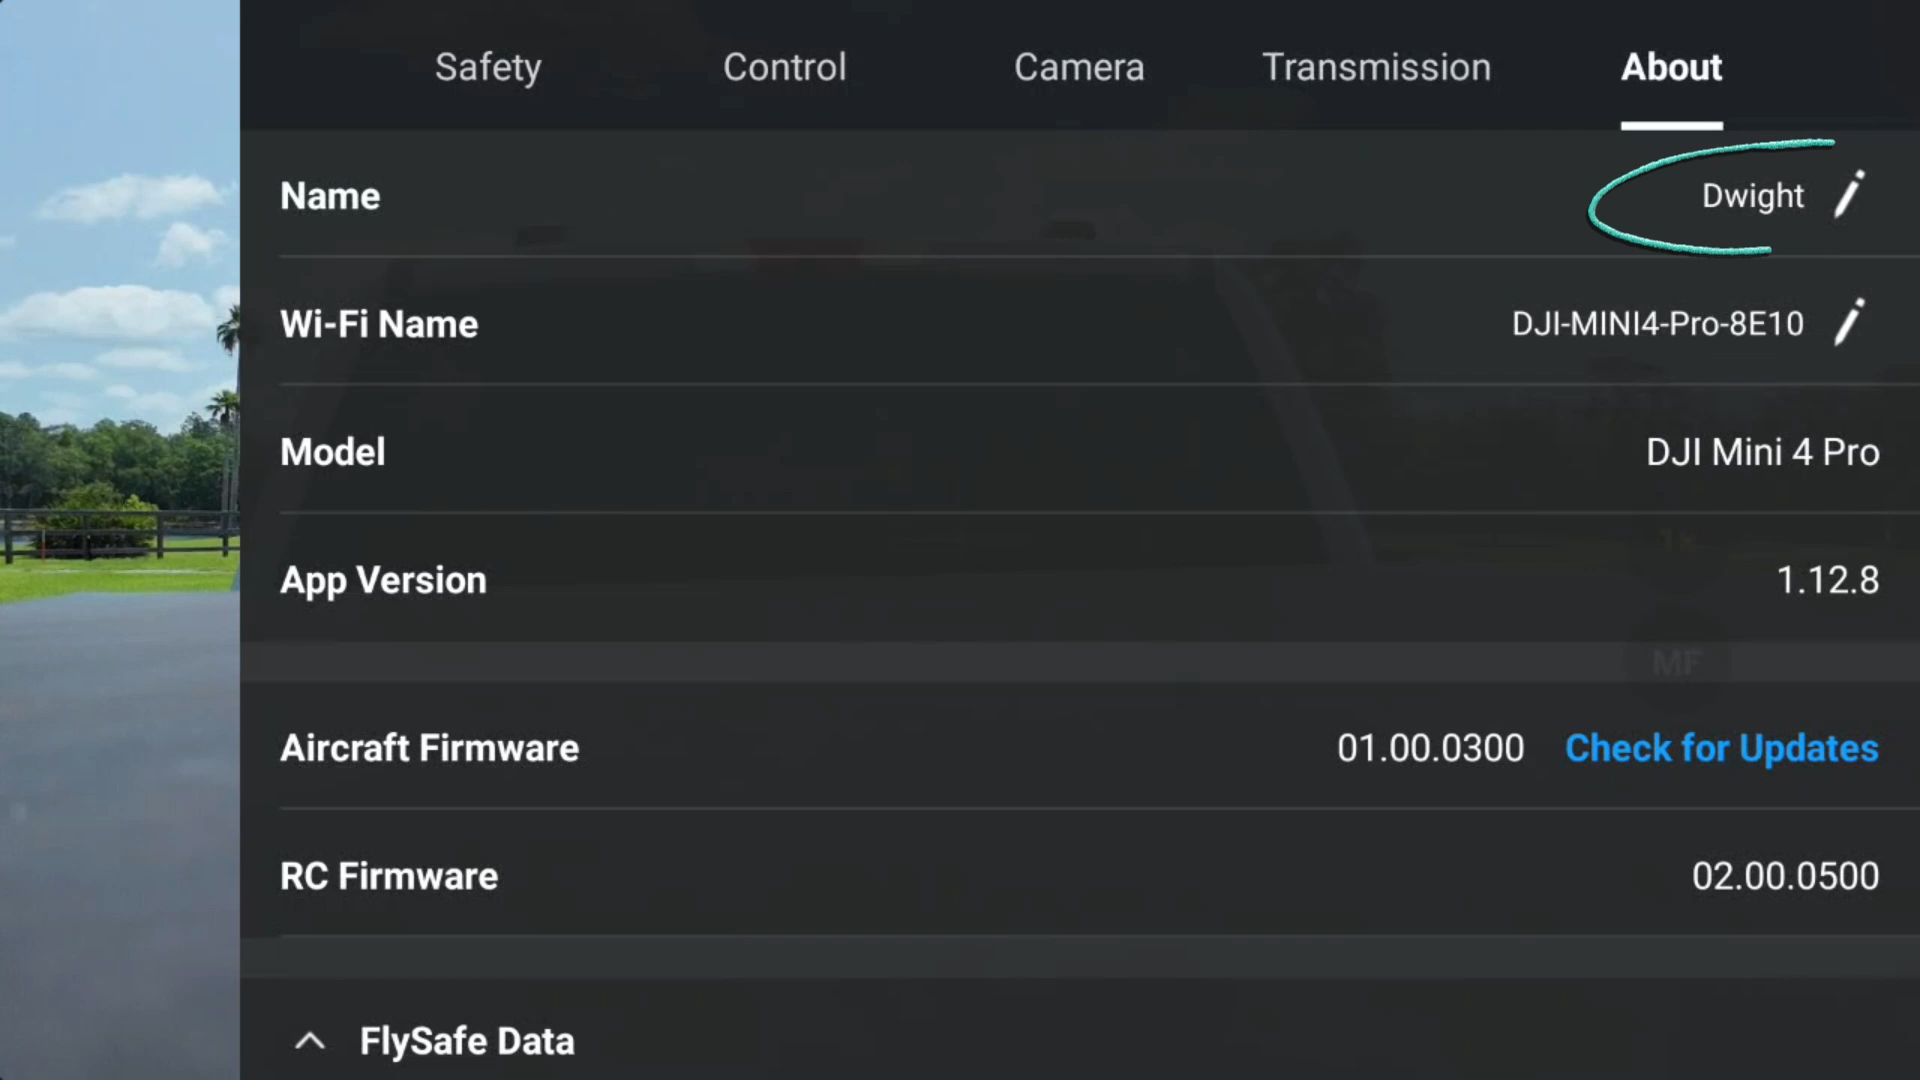 Safety Control Camera Transmission About
Name Dwight
Wi-Fi Name DJI-MINI4-Pro-8E10
Model DJI Mini 4 Pro
App Version 1.12.8
MF
Aircraft Firmware 01.00.0300 Check for Updates
RC Firmware 02.00.0500
FlySafe Data